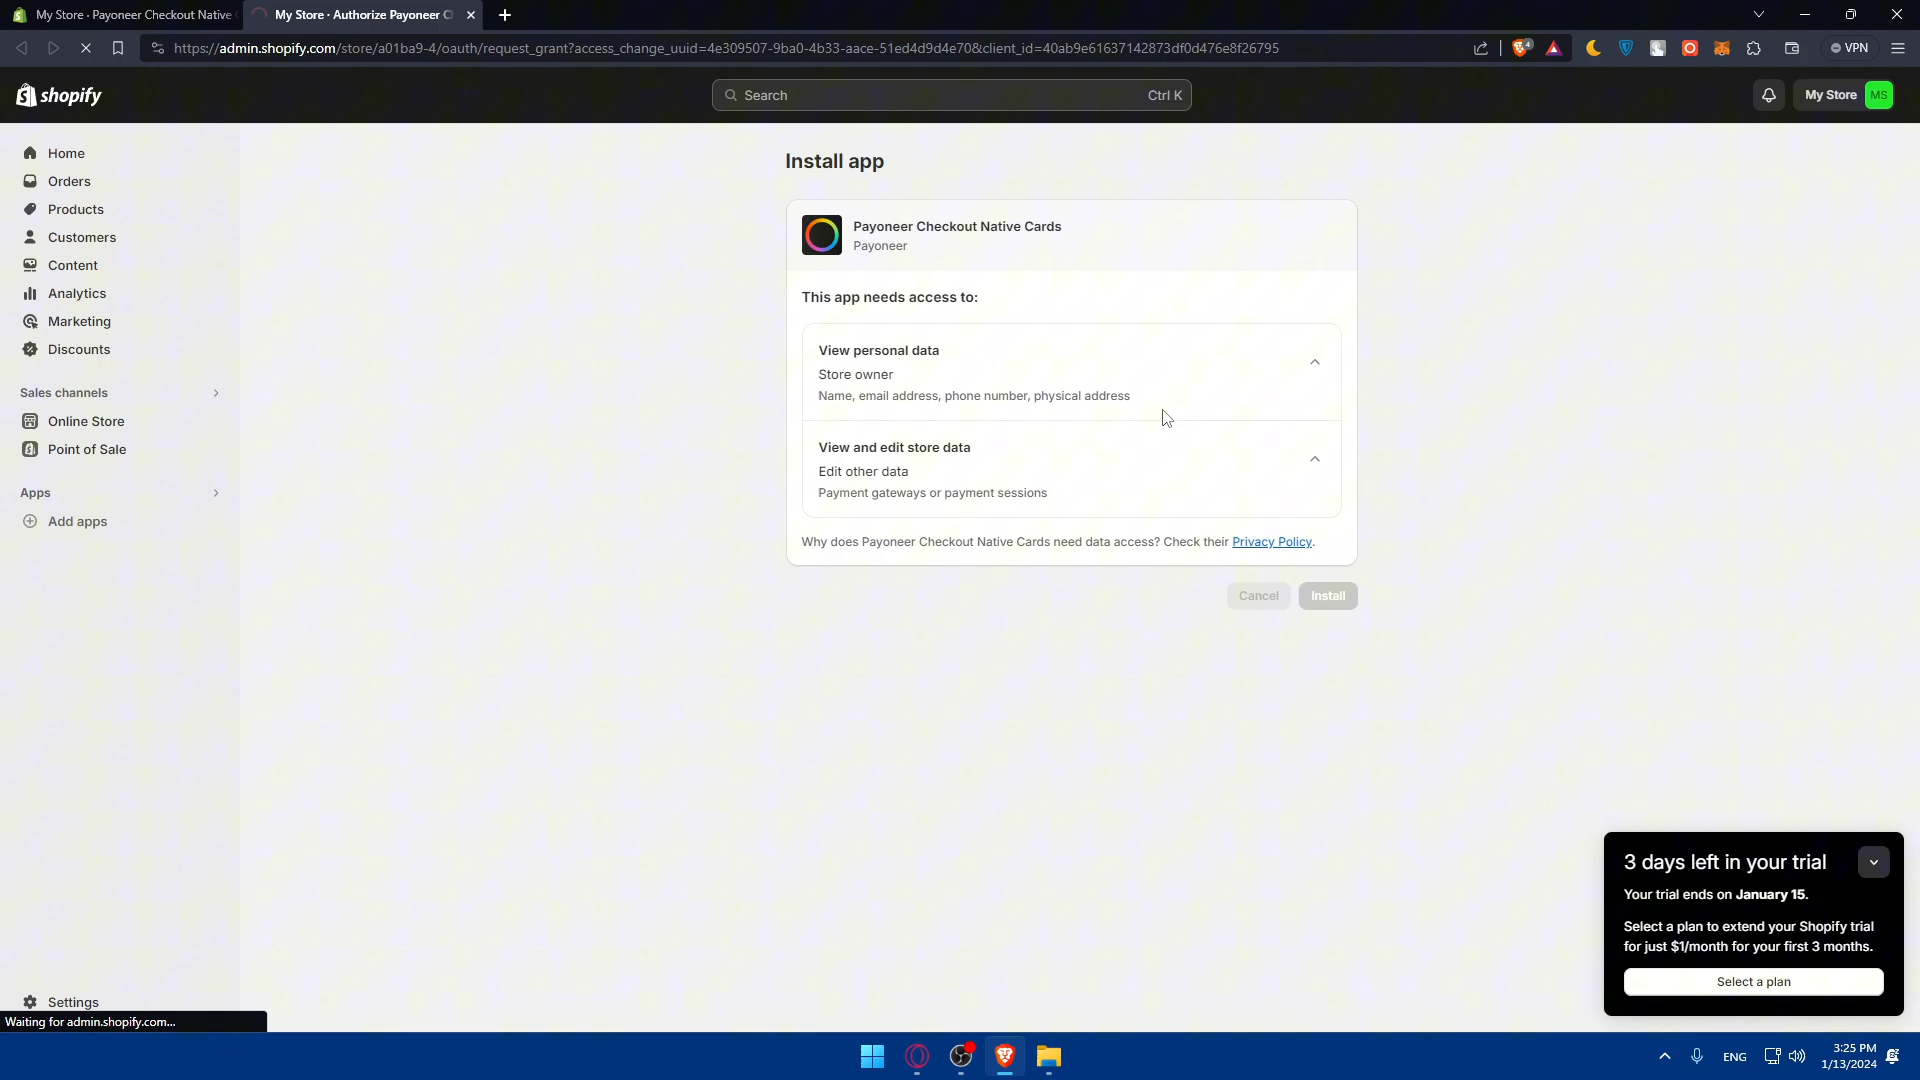 My Store · Payoneer Checkout Native
My Store · Authorize Payoneer C
https://admin.shopify.com/store/a01ba9-4/oauth/request_grant?access_change_uuid=4e309507-9ba0-4b33-aace-51ed4d9d4e70&client_id=40ab9e61637142873df0d476e8f26795
4
VPN
shopify
Search
Ctrl K
My Store
MS
Home
Orders
Products
Customers
Content
Analytics
Marketing
Discounts
Sales channels
Online Store
Point of Sale
Apps
Add apps
Settings
Waiting for admin.shopify.com...
Install app
Payoneer Checkout Native Cards
Payoneer
This app needs access to:
View personal data
Store owner
Name, email address, phone number, physical address
View and edit store data
Edit other data
Payment gateways or payment sessions
Why does Payoneer Checkout Native Cards need data access? Check their Privacy Policy.
Cancel
Install
3 days left in your trial
Your trial ends on January 15.
Select a plan to extend your Shopify trial
for just $1/month for your first 3 months.
Select a plan
ENG
3:25 PM
1/13/2024